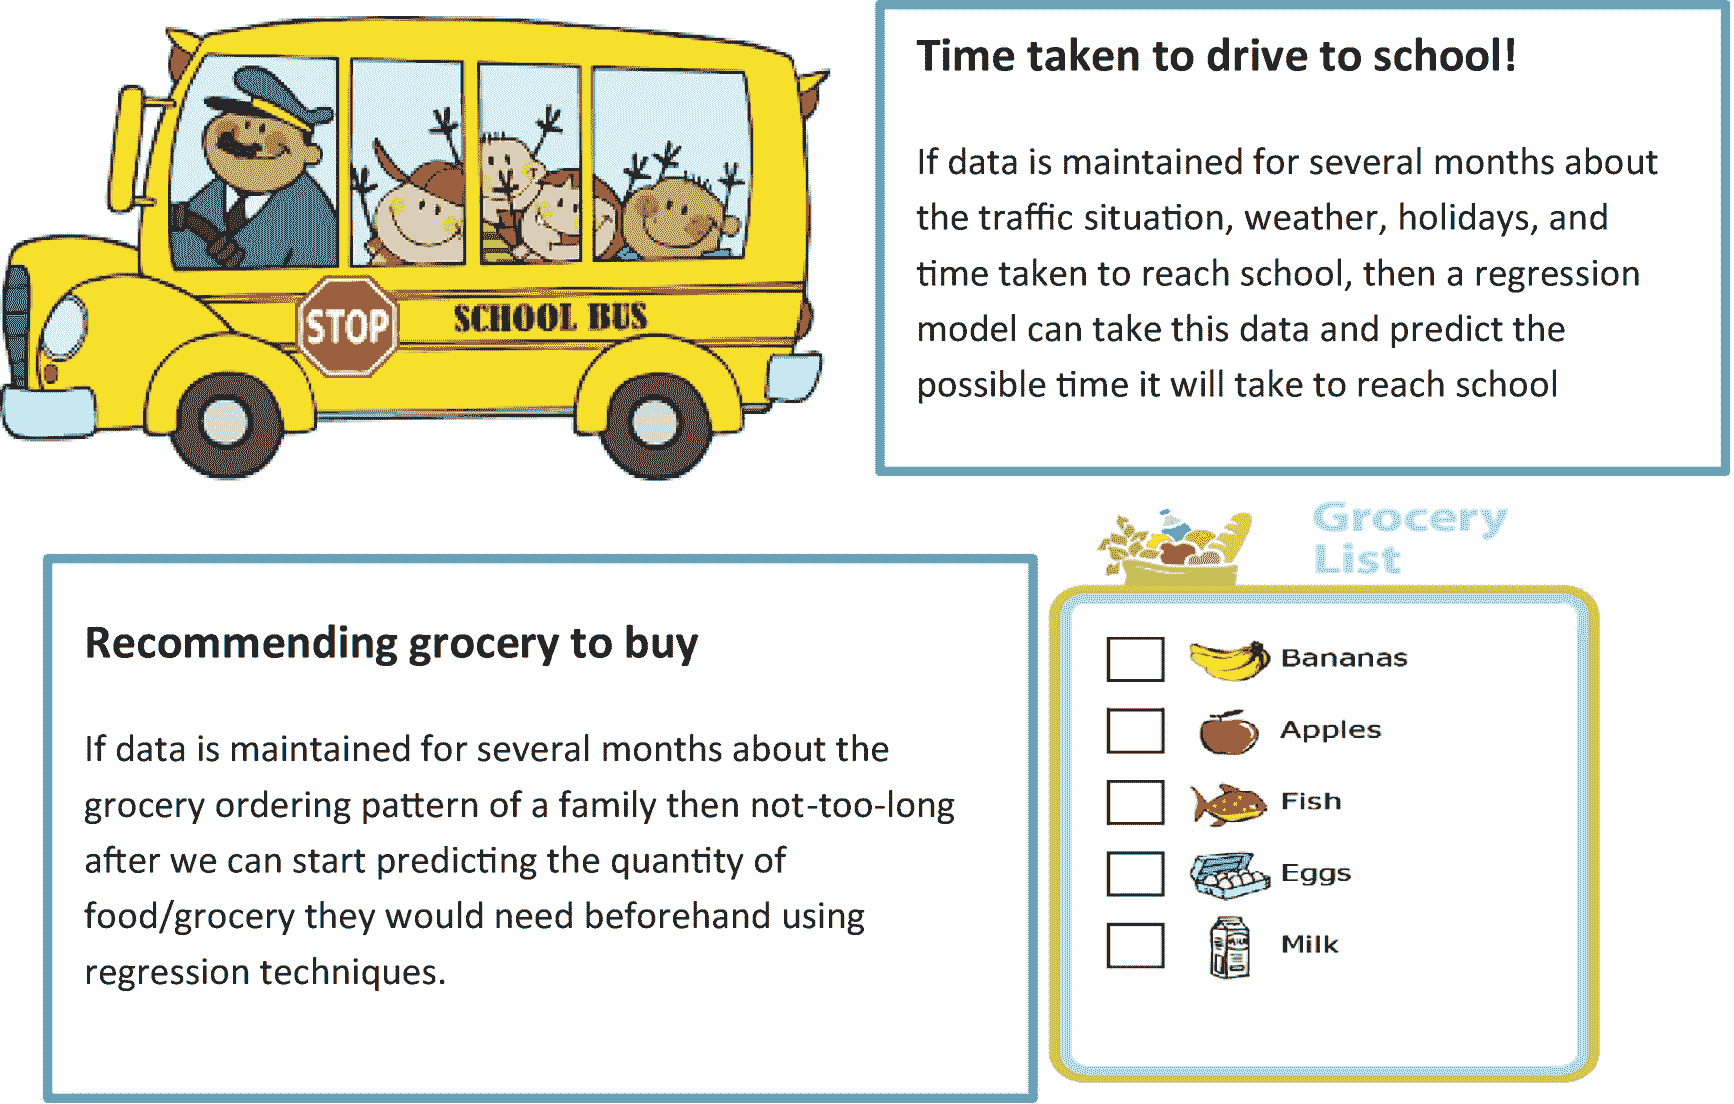 STOP
SCHOOL BUS
Time taken to drive to school!
If data is maintained for several months about
the traffic situation, weather, holidays, and
time taken to reach school, then a regression
model can take this data and predict the
possible time it will take to reach school
Recommending grocery to buy
If data is maintained for several months about the
grocery ordering pattern of a family then not-too-long
after we can start predicting the quantity of
food/grocery they would need beforehand using
regression techniques.
Grocery
List
Bananas
Apples
Fish
Eggs
Milk
MILK